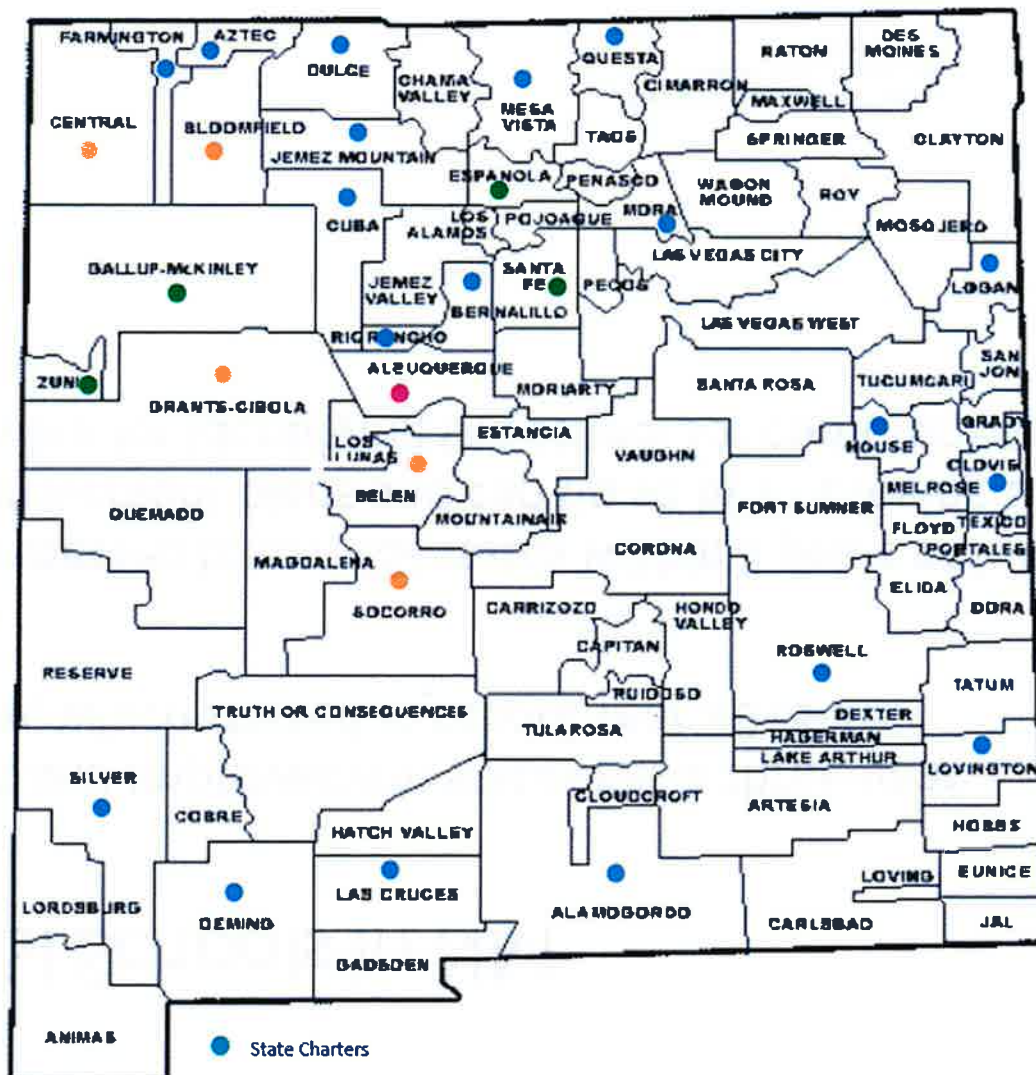 FARMINGTON
AZTEC
DULCE
CHAMA
VALLEY
MESA
VISTA
QUESTA
CIMARRON
RATON
DES
MOINES
CENTRAL
BLOOMFIELD
JEMEZ MOUNTAIN
TAOS
MAXWELL
SPRINGER
CLAYTON
ESPANOLA
PENASCO
WAGON
MOUND
ROY
CUBA
LOS
ALAMOS
POJOAQUE
MORA
MOSQUERO
LAS VEGAS CITY
GALLUP-McKINLEY
JEMEZ
VALLEY
BERNALILLO
SANTA
FE
PECOS
LOGAN
RIO RANCHO
LAS VEGAS WEST
ZUNI
GRANTS-CIBOLA
ALBUQUERQUE
MORIARTY
SANTA ROSA
TUCUMCARI
SAN
JON
GRADY
LOS
LUNAS
ESTANCIA
VAUGHN
HOUSE
CLOVIS
BELEN
MELROSE
QUEMADO
MOUNTAINAIR
FORT SUMNER
FLOYD
TEXICO
PORTALES
MAGDALENA
CORONA
ELIDA
DORA
SOCORRO
CARRIZOZO
HONDO
VALLEY
CAPITAN
ROSWELL
RESERVE
RUIDOSO
TATUM
TRUTH OR CONSEQUENCES
TULAROSA
DEXTER
HAGERMAN
LAKE ARTHUR
LOVINGTON
SILVER
COBRE
HATCH VALLEY
CLOUDCROFT
ARTESIA
HOBBS
LORDSBURG
DEMING
LAS CRUCES
ALAMOGORDO
LOVING
EUNICE
CARLSBAD
JAL
GADSDEN
ANIMAS
State Charters